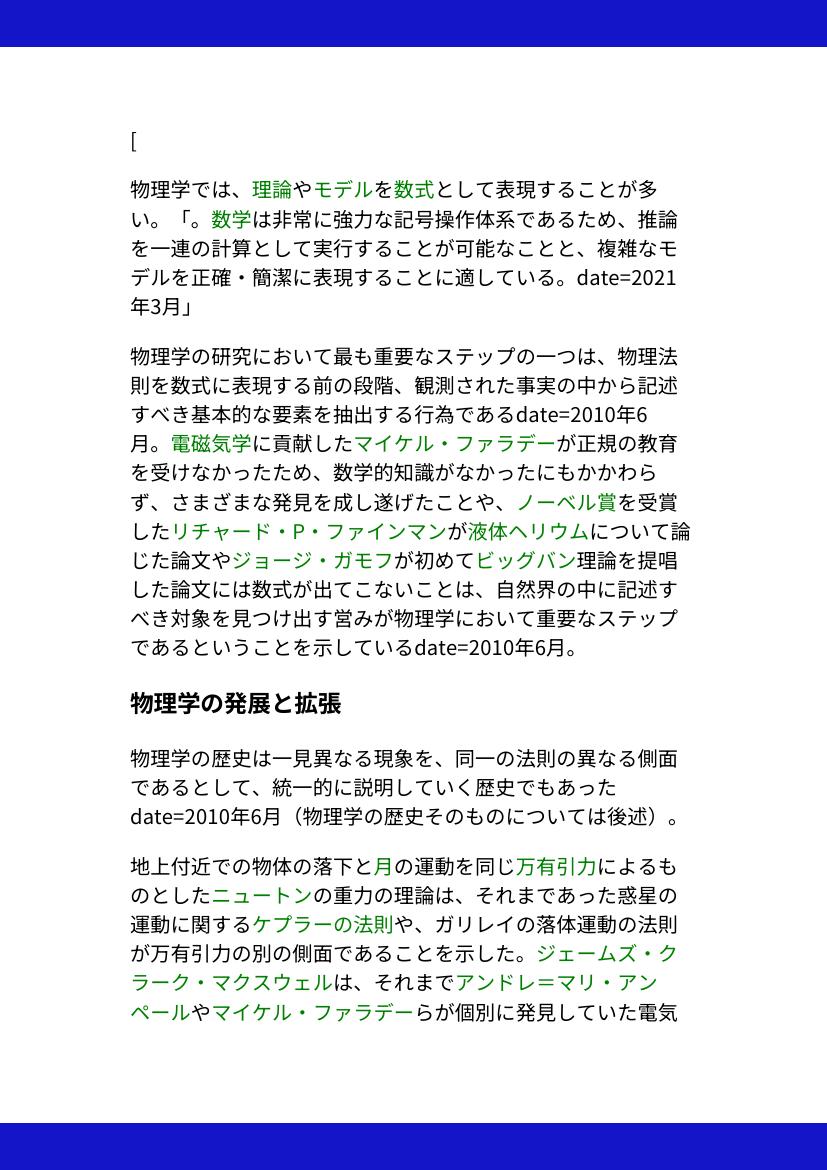 [
物理学では、理論やモデルを数式として表現することが多
い。「。数学は非常に強力な記号操作体系であるため、推論
を一連の計算として実行することが可能なことと、複雑なモ
デルを正確・簡潔に表現することに適している。date=2021
年3月」
物理学の研究において最も重要なステップの一つは、物理法
則を数式に表現する前の段階、観測された事実の中から記述
すべき基本的な要素を抽出する行為であるdate=2010年6
月。電磁気学に貢献したマイケル・ファラデーが正規の教育
を受けなかったため、数学的知識がなかったにもかかわら
ず、さまざまな発見を成し遂げたことや、ノーベル賞を受賞
したリチャード・P・ファインマンが液体ヘリウムについて論
じた論文やジョージ・ガモフが初めてビッグバン理論を提唱
した論文には数式が出てこないことは、自然界の中に記述す
べき対象を見つけ出す営みが物理学において重要なステップ
であるということを示しているdate=2010年6月。
物理学の発展と拡張
物理学の歴史は一見異なる現象を、同一の法則の異なる側面
であるとして、統一的に説明していく歴史でもあった
date=2010年6月（物理学の歴史そのものについては後述）。
地上付近での物体の落下と月の運動を同じ万有引力によるも
のとしたニュートンの重力の理論は、それまであった惑星の
運動に関するケプラーの法則や、ガリレイの落体運動の法則
が万有引力の別の側面であることを示した。ジェームズ・ク
ラーク・マクスウェルは、それまでアンドレ＝マリ・アン
ペールやマイケル・ファラデーらが個別に発見していた電気